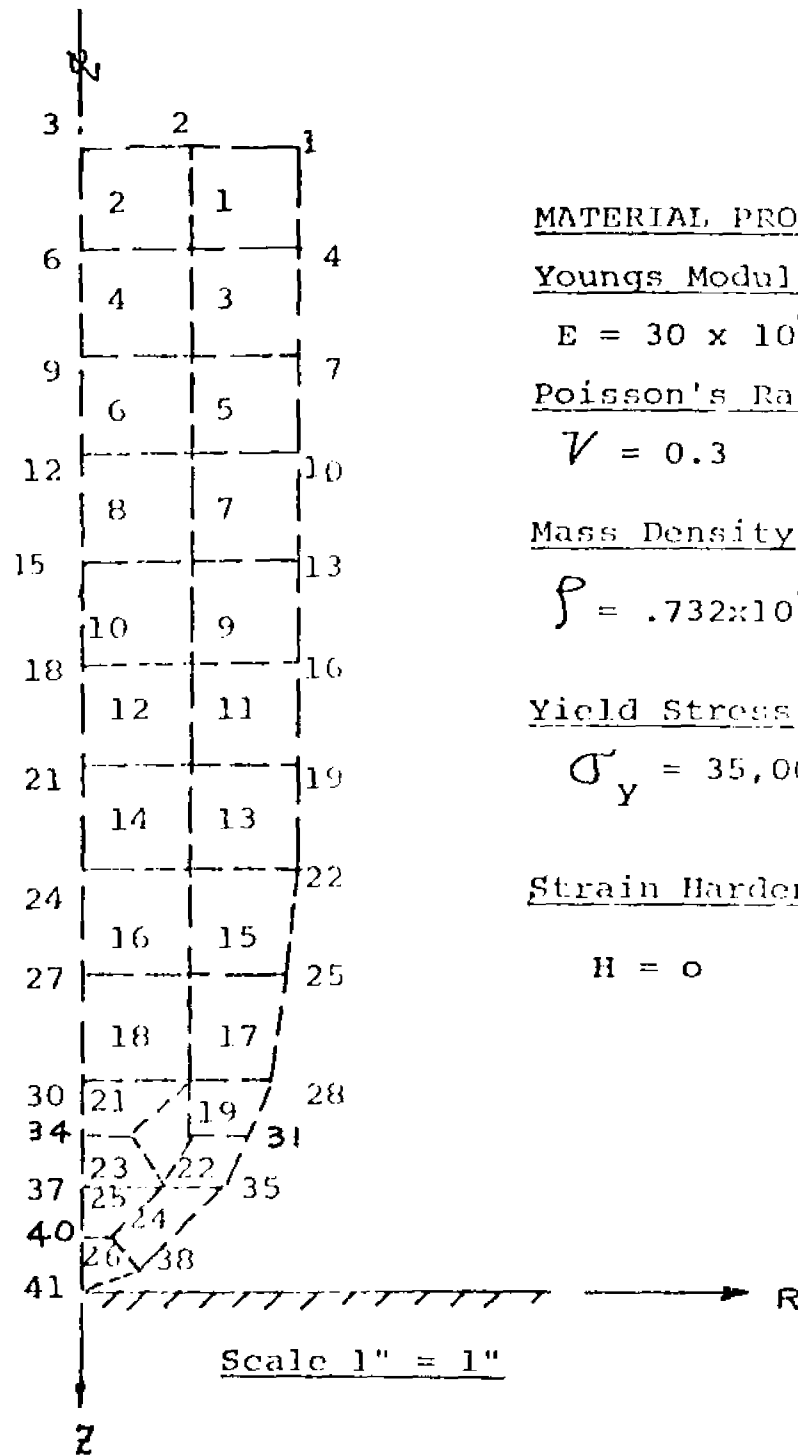 3 2 1
2 1
6 4
4 3
9 7
6 5
12 10
8 7
15 13
10 9
18 16
12 11
21 19
14 13
22
24
16 15
27 25
18 17
30 21 19 28
34 31
23 22
37 25 35
24
40
26 38
41
R
Scale 1" = 1"
Z
MATERIAL PRO
Youngs Modul
E = 30 x 10
Poisson's Ra
V = 0.3
Mass Density
ρ = .732x10
Yield Stress
σy = 35,00
Strain Harden
H = o